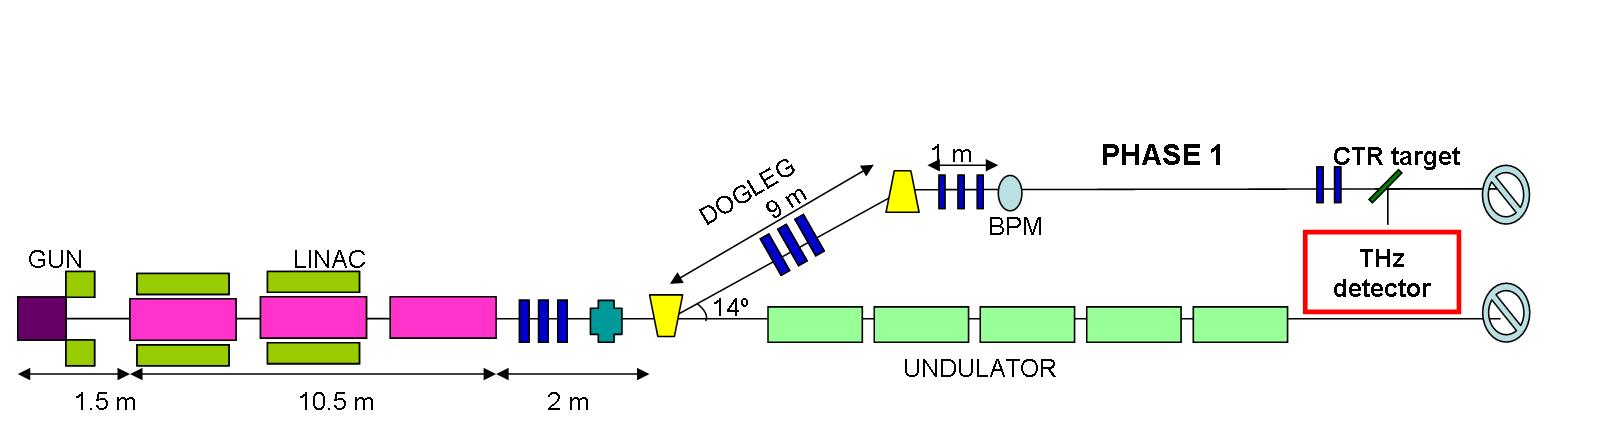 PHASE 1
CTR target
1 m
DOGLEG
9 m
BPM
GUN
LINAC
THz
detector
14º
UNDULATOR
1.5 m
10.5 m
2 m